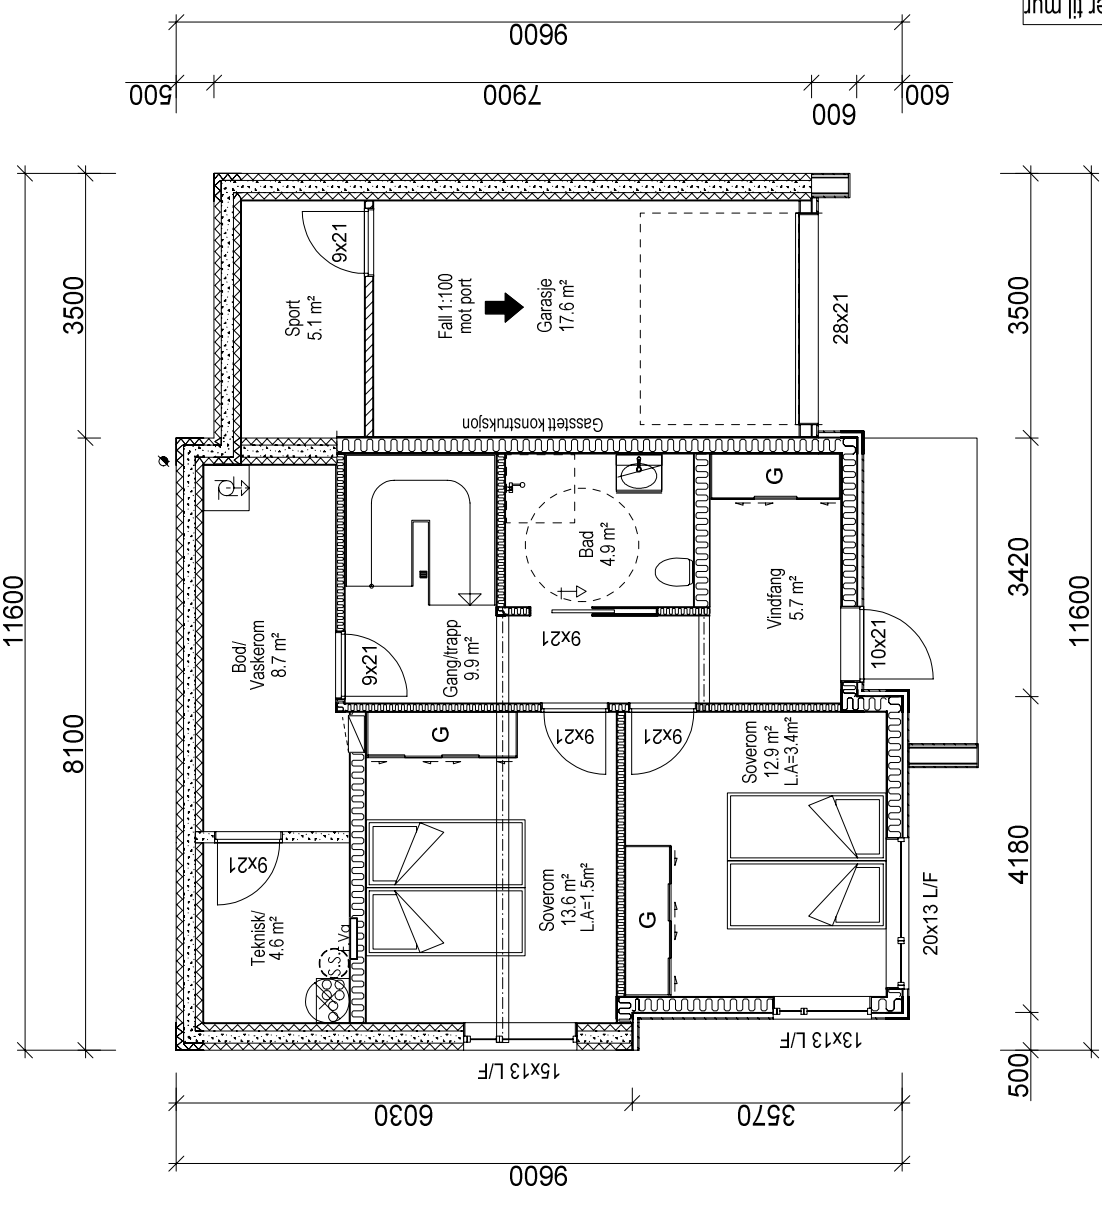 er til mur
9600
500
7900
600
600
11600
3500
8100
3500
3420
4180
500
11600
Sport
5.1 m²
9x21
Fall 1:100
mot port
Garasje
17.6 m²
28x21
Gasstett konstruksjon
Bod/
Vaskerom
8.7 m²
9x21
Gang/trapp
9.9 m²
Bad
4.9 m²
9x21
G
Vindfang
5.7 m²
10x21
G
9x21
9x21
Soverom
12.9 m²
L.A=3.4m²
9x21
Teknisk/
4.6 m²
S.S.
Vg
Soverom
13.6 m²
L.A=1.5m²
G
20x13 L/F
15x13 L/F
13x13 L/F
6030
3570
9600